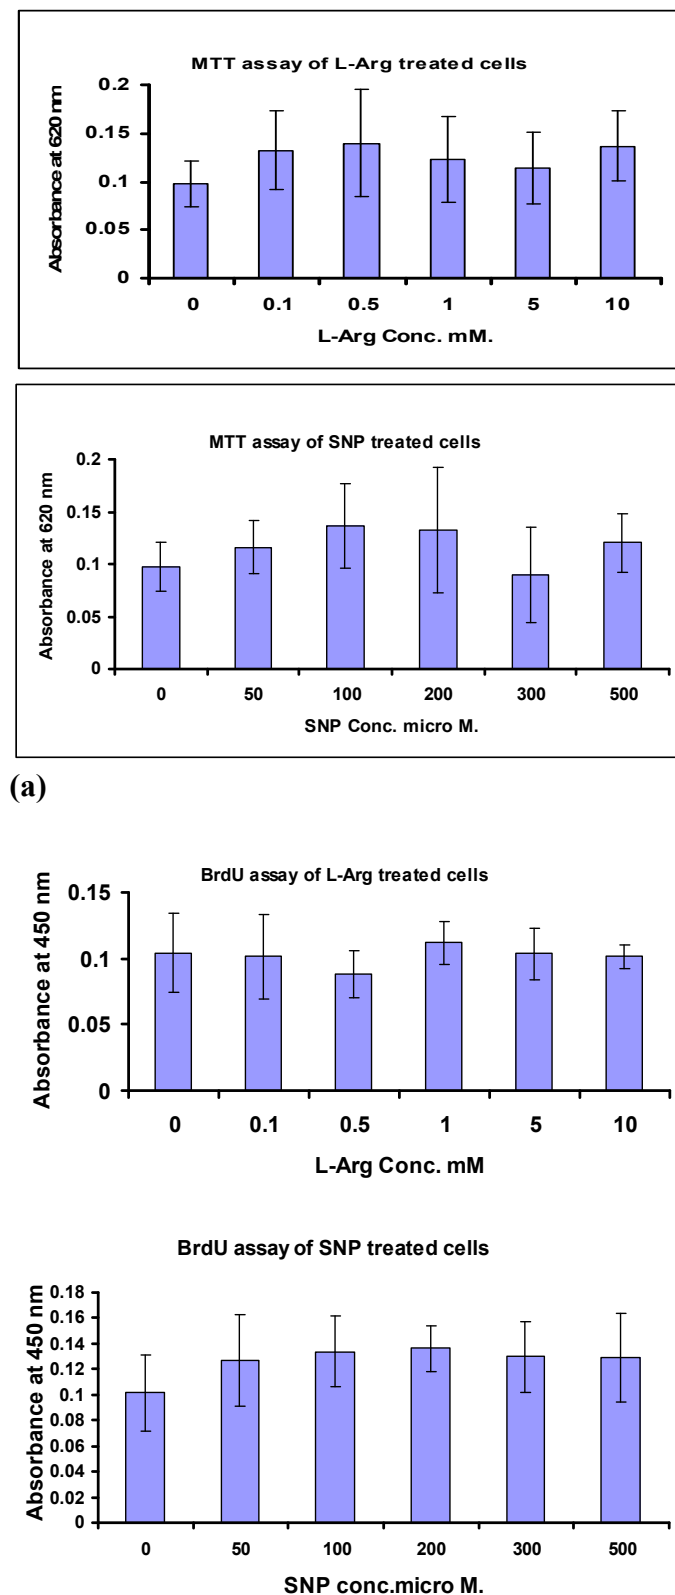 MTT assay of L-Arg treated cells
Absorbance at 620 nm
0.2
0.15
0.1
0.05
0
0 0.1 0.5 1 5 10
L-Arg Conc. mM.
MTT assay of SNP treated cells
Absorbance at 620 nm
0.2
0.15
0.1
0.05
0
0 50 100 200 300 500
SNP Conc. micro M.
(a)
BrdU assay of L-Arg treated cells
Absorbance at 450 nm
0.15
0.1
0.05
0
0 0.1 0.5 1 5 10
L-Arg Conc. mM
BrdU assay of SNP treated cells
Absorbance at 450 nm
0.18
0.16
0.14
0.12
0.1
0.08
0.06
0.04
0.02
0
0 50 100 200 300 500
SNP conc.micro M.